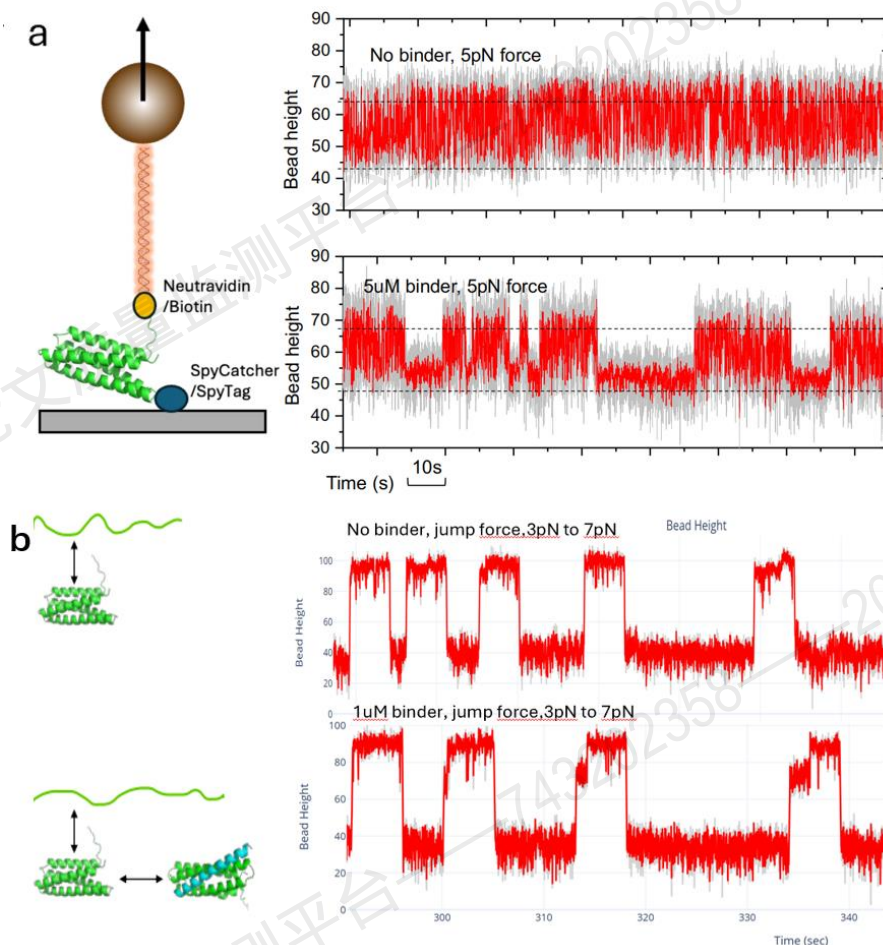 a
90
80
70
60
50
40
30
Bead height
No binder, 5pN force
Neutravidin
/Biotin
SpyCatcher
/SpyTag
90
80
70
60
50
40
30
Bead height
5uM binder, 5pN force
10s
Time (s)
b
No binder, jump force,3pN to 7pN
Bead Height
100
80
60
40
20
0
Bead Height
1uM binder, jump force,3pN to 7pN
100
80
60
40
20
0
Bead Height
300
310
320
330
340
Time (sec)
743202358